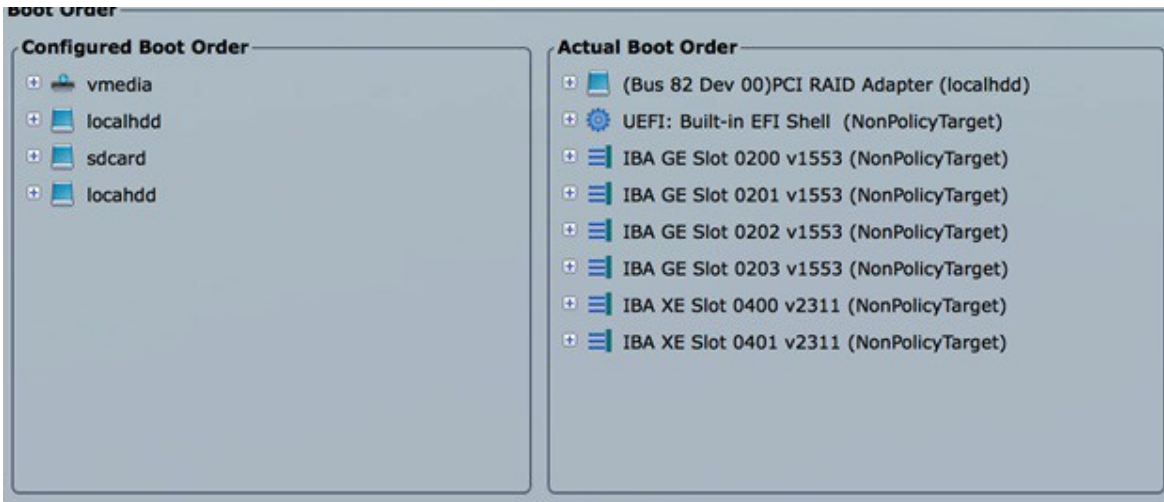 Boot Order
Configured Boot Order
vmedia
localhdd
sdcard
locahdd
Actual Boot Order
(Bus 82 Dev 00)PCI RAID Adapter (localhdd)
UEFI: Built-in EFI Shell (NonPolicyTarget)
IBA GE Slot 0200 v1553 (NonPolicyTarget)
IBA GE Slot 0201 v1553 (NonPolicyTarget)
IBA GE Slot 0202 v1553 (NonPolicyTarget)
IBA GE Slot 0203 v1553 (NonPolicyTarget)
IBA XE Slot 0400 v2311 (NonPolicyTarget)
IBA XE Slot 0401 v2311 (NonPolicyTarget)